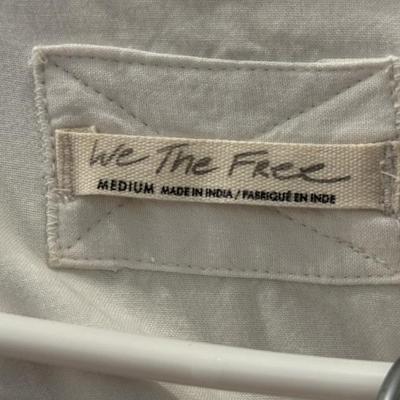 We The Free
MEDIUM MADE IN INDIA / FABRIQUÉ EN INDE